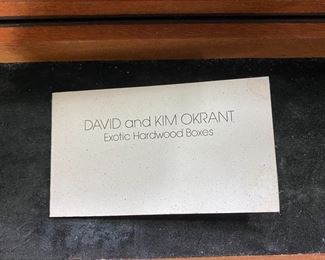 DAVID and KIM OKRANT
Exotic Hardwood Boxes